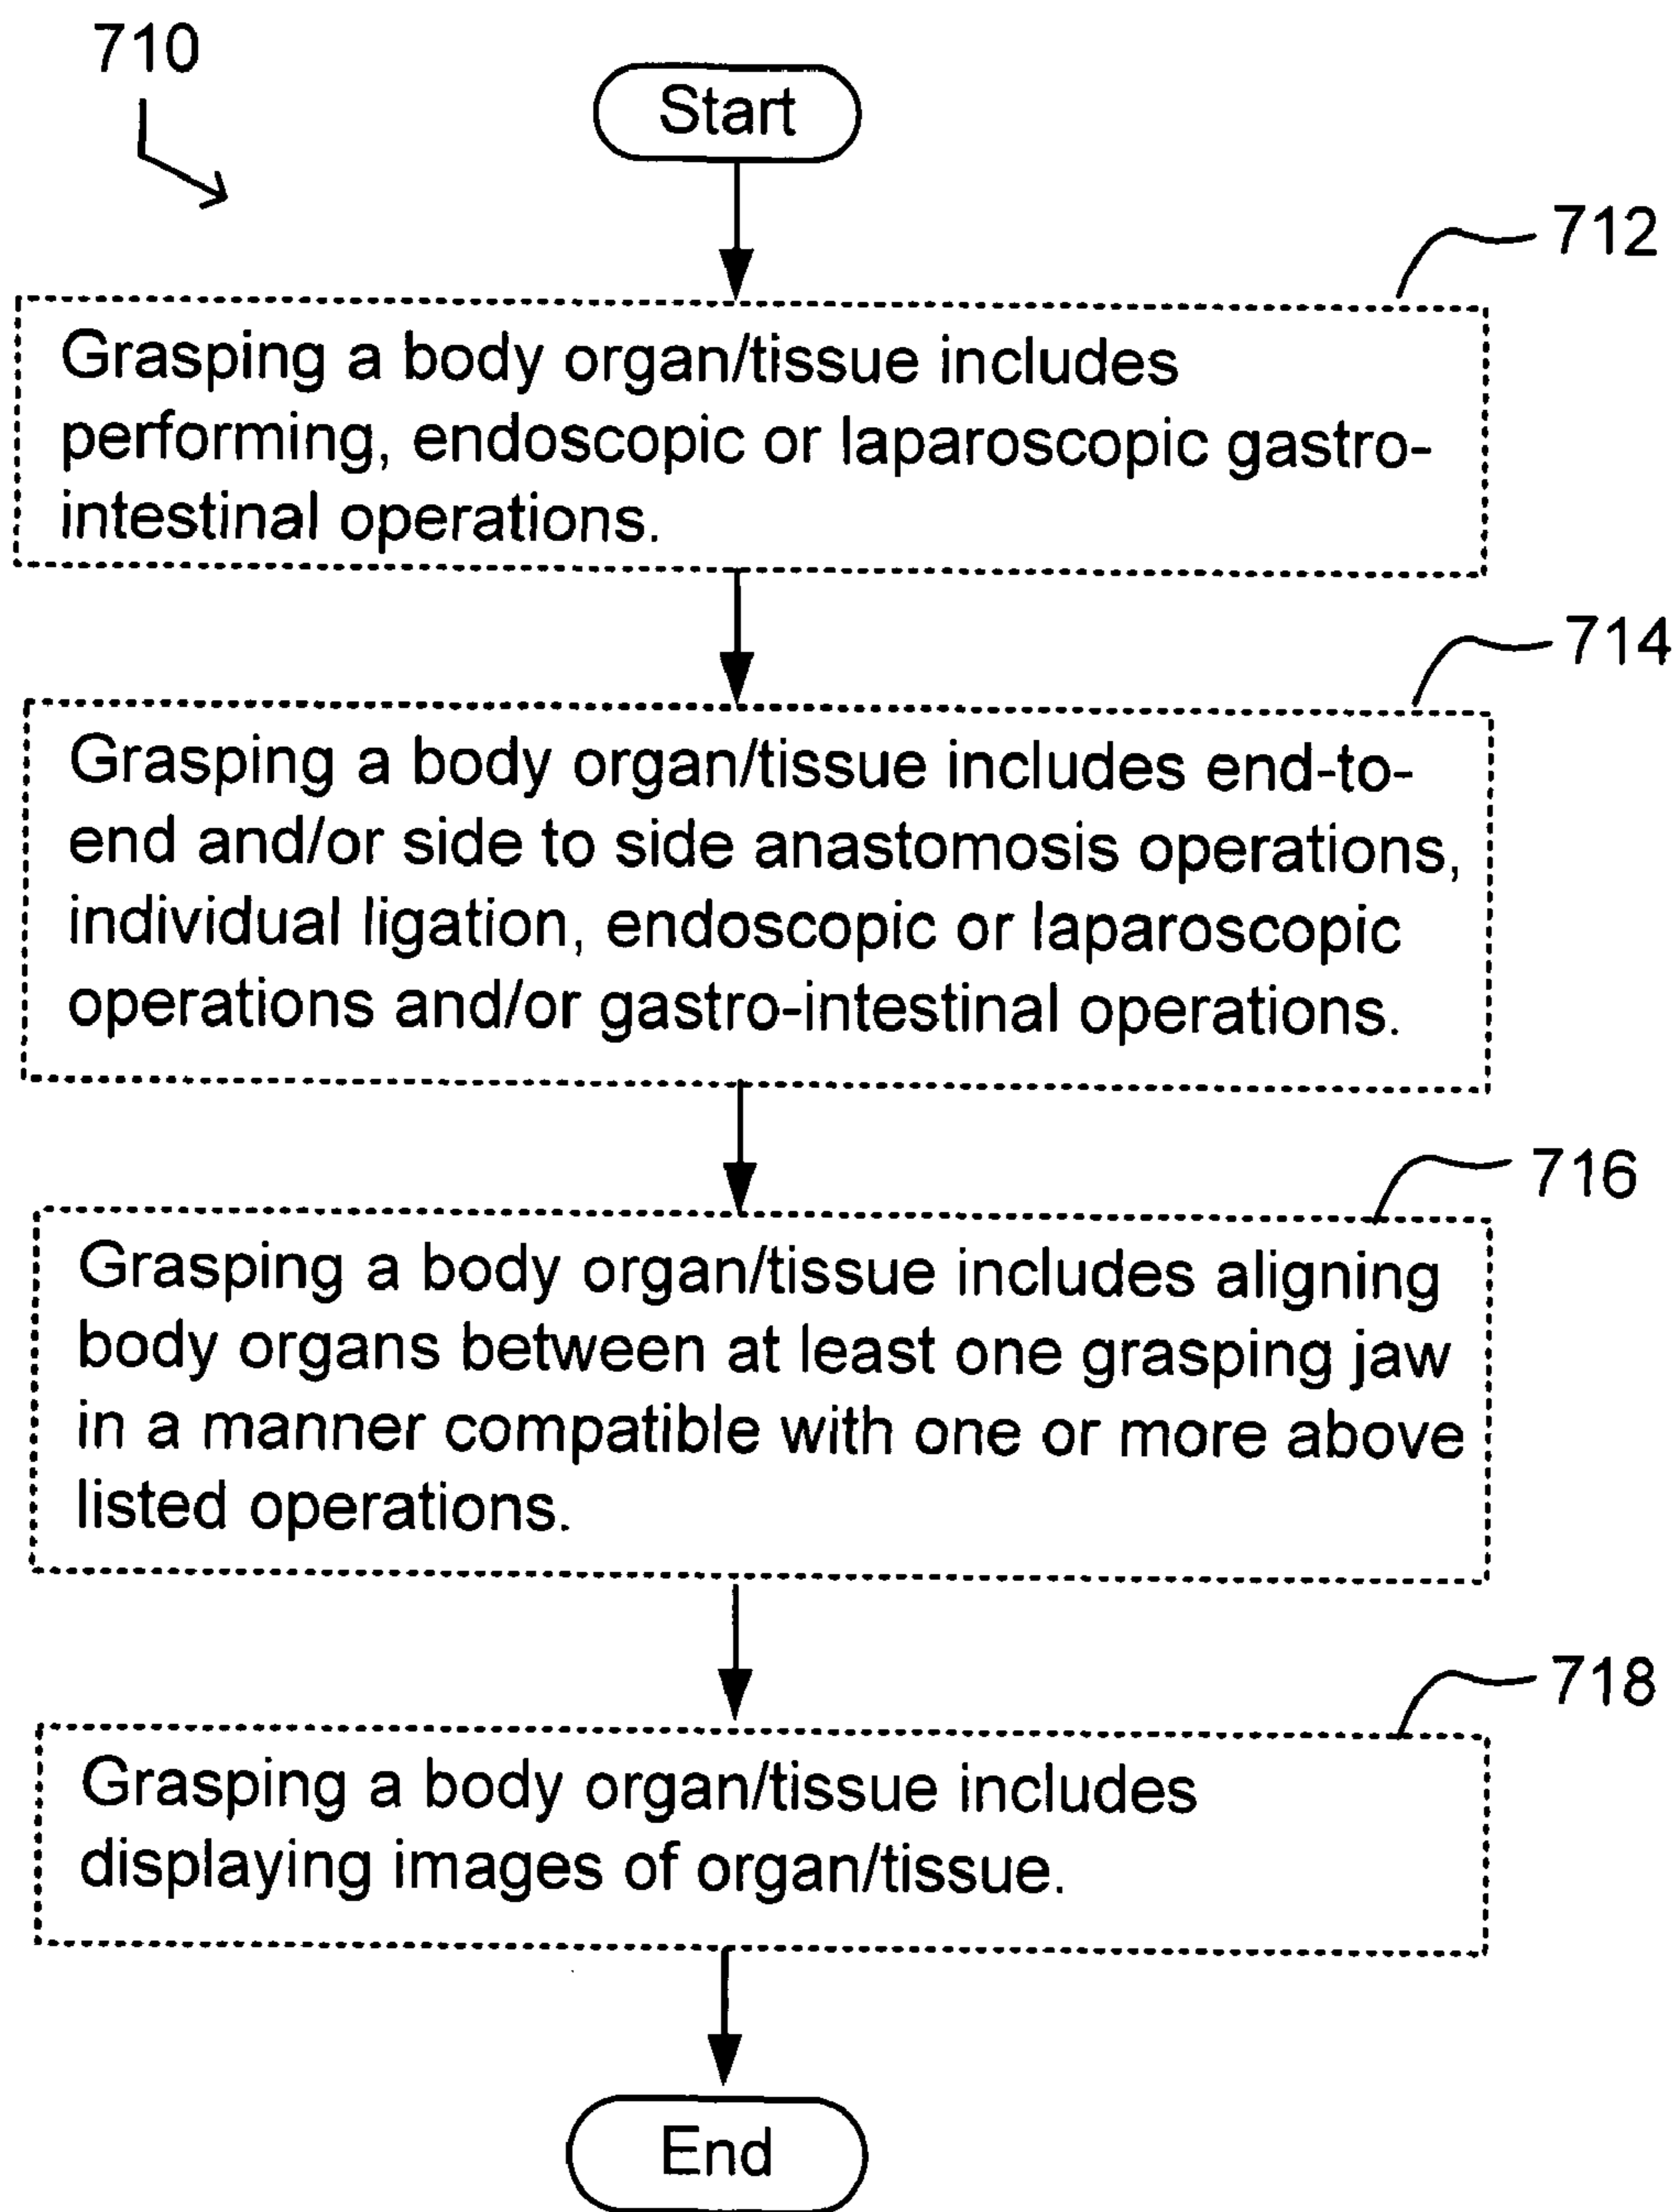 710
Start
712
Grasping a body organ/tissue includes
performing, endoscopic or laparoscopic gastro-
intestinal operations.
714
Grasping a body organ/tissue includes end-to-
end and/or side to side anastomosis operations,
individual ligation, endoscopic or laparoscopic
operations and/or gastro-intestinal operations.
716
Grasping a body organ/tissue includes aligning
body organs between at least one grasping jaw
in a manner compatible with one or more above
listed operations.
718
Grasping a body organ/tissue includes
displaying images of organ/tissue.
End